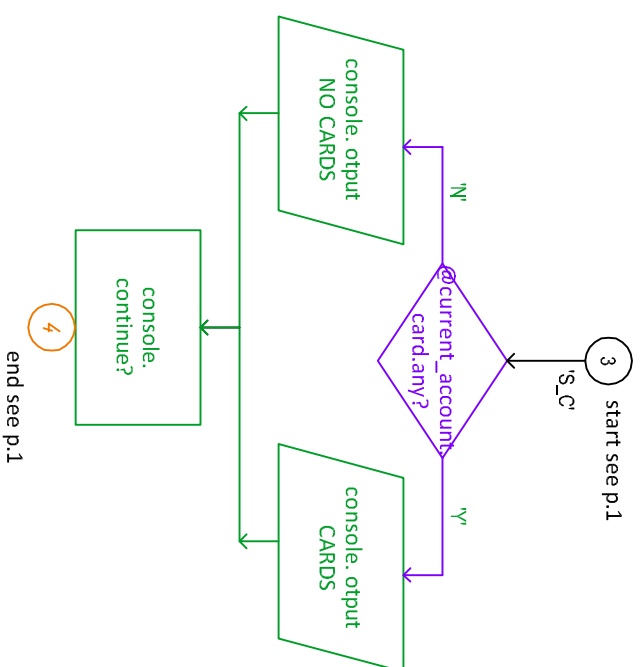 3
start see p.1
'S_C'
@current_account.
card.any?
'N'
'Y'
console. otput
NO CARDS
console. otput
CARDS
console.
continue?
4
end see p.1